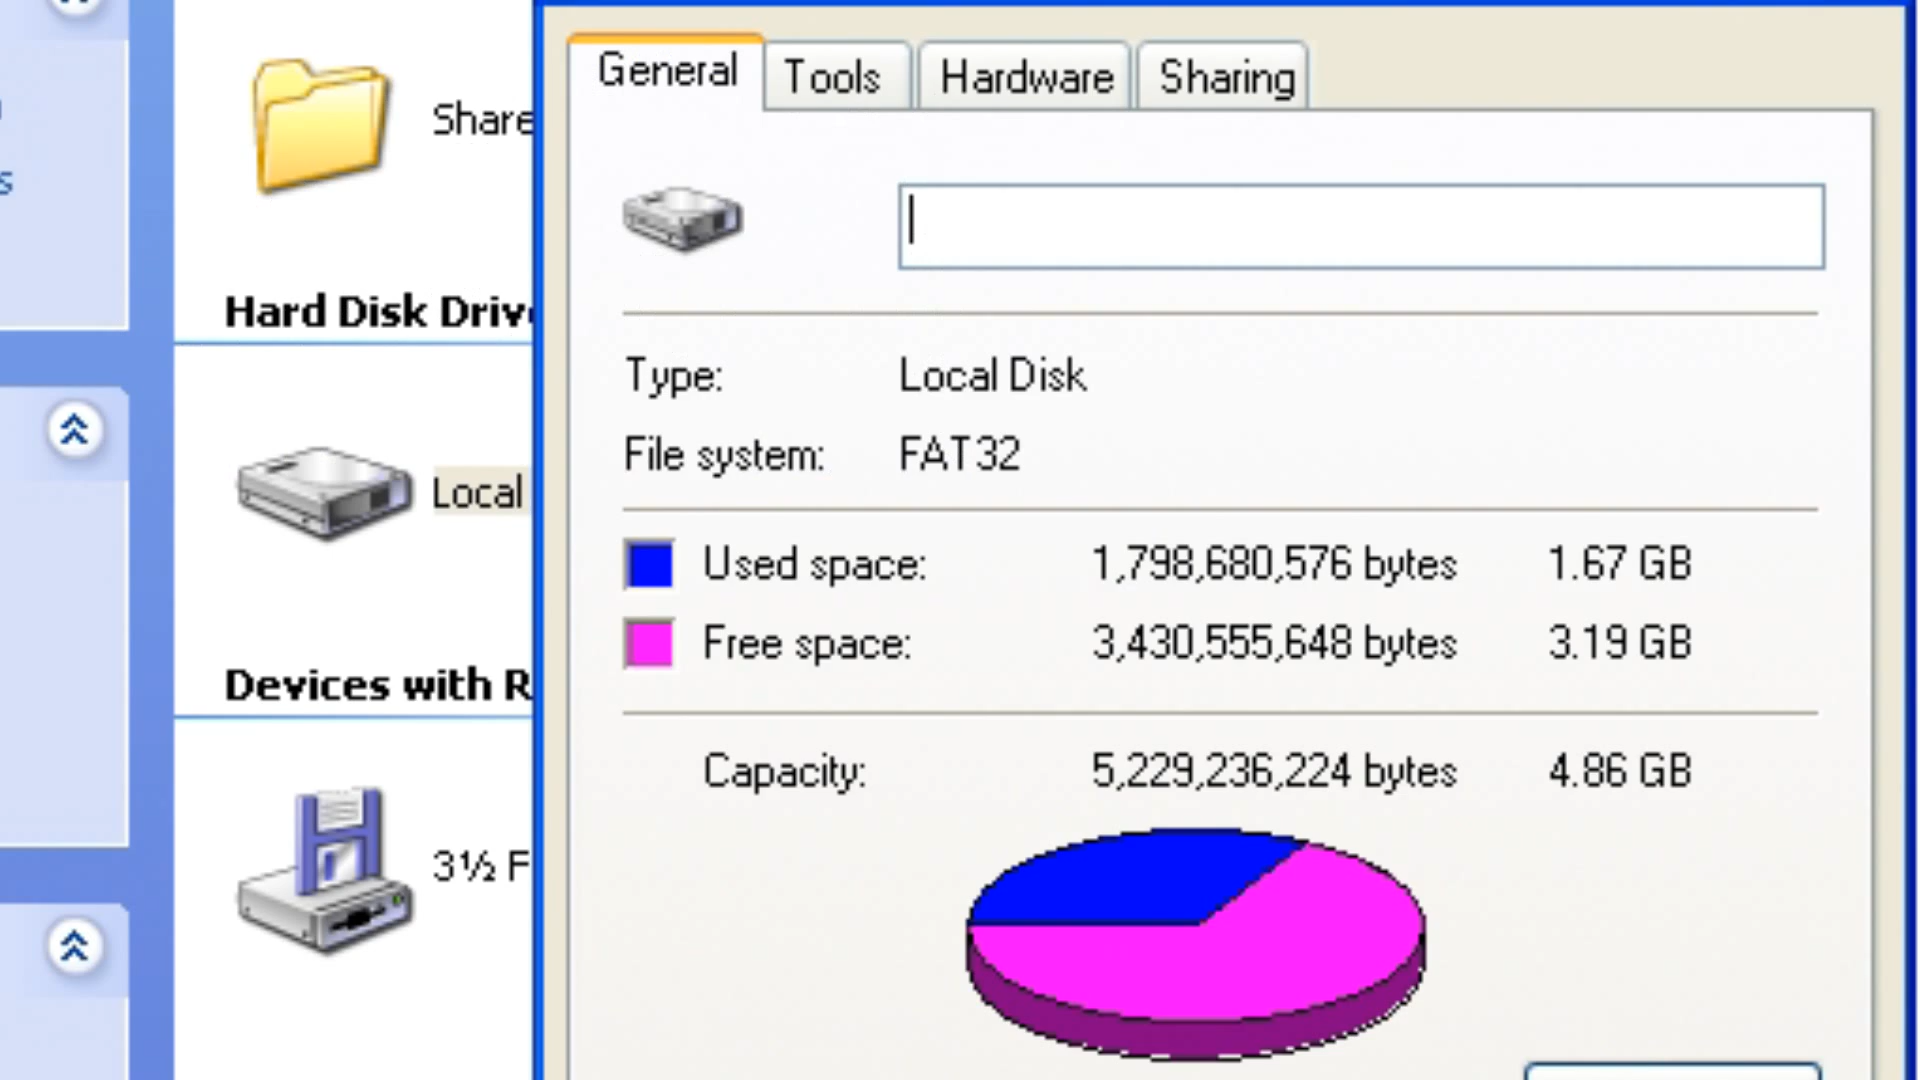 Share
Hard Disk Driv
Local
Devices with R
3½ F
s
General Tools Hardware Sharing
Type: Local Disk
File system: FAT32
Used space: 1,798,680,576 bytes 1.67 GB
Free space: 3,430,555,648 bytes 3.19 GB
Capacity: 5,229,236,224 bytes 4.86 GB